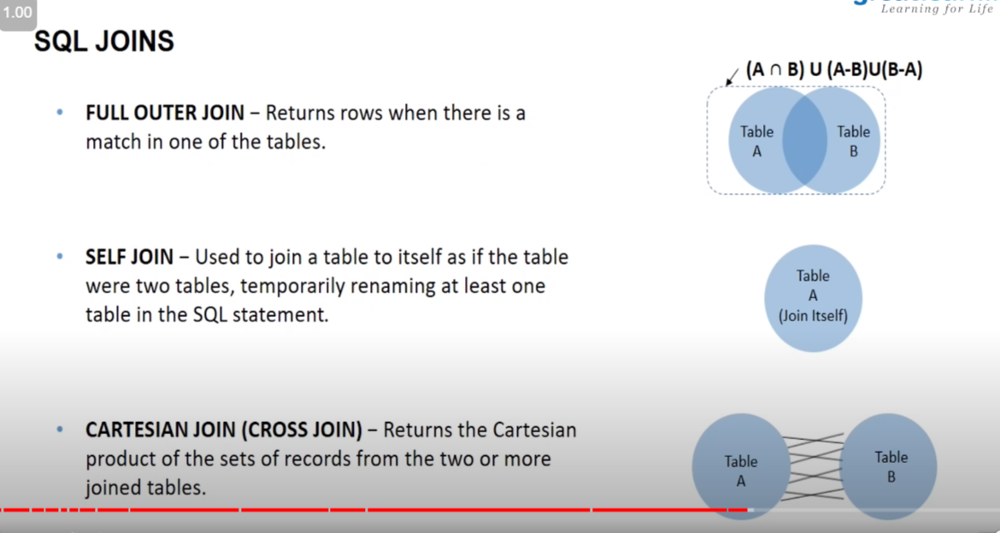 1.00
Learning for Life
SQL JOINS
(A ∩ B) U (A-B)U(B-A)
• FULL OUTER JOIN – Returns rows when there is a
match in one of the tables.
Table
A
Table
B
• SELF JOIN – Used to join a table to itself as if the table
were two tables, temporarily renaming at least one
table in the SQL statement.
Table
A
(Join Itself)
• CARTESIAN JOIN (CROSS JOIN) – Returns the Cartesian
product of the sets of records from the two or more
joined tables.
Table
A
Table
B